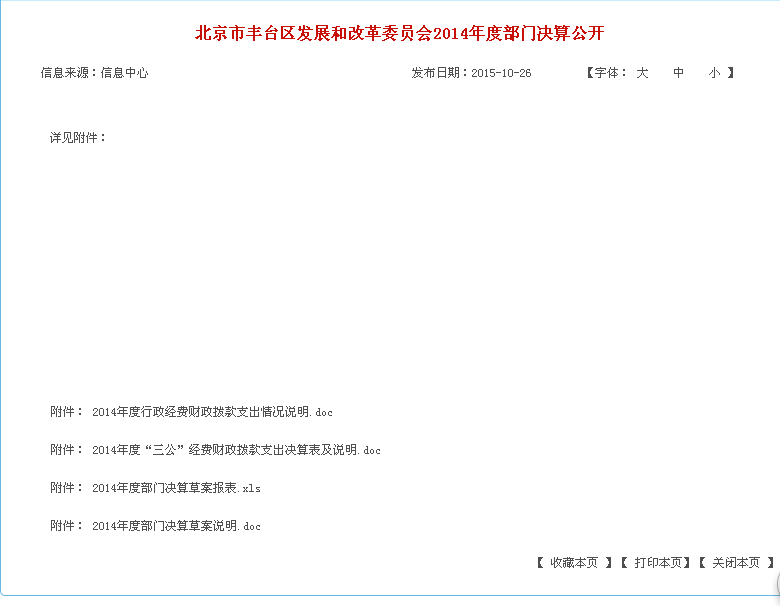 北京市丰台区发展和改革委员会2014年度部门决算公开
信息来源：信息中心 发布日期：2015-10-26 【字体： 大 中 小 】
详见附件：
附件： 2014年度行政经费财政拨款支出情况说明.doc
附件： 2014年度“三公”经费财政拨款支出决算表及说明.doc
附件： 2014年度部门决算草案报表.xls
附件： 2014年度部门决算草案说明.doc
【 收藏本页 】【 打印本页】【 关闭本页 】